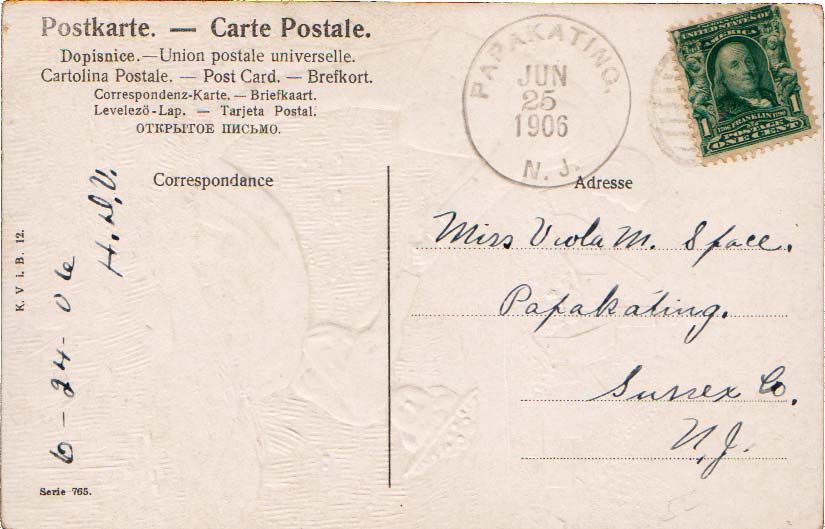 Postkarte. — Carte Postale.
Dopisnice.—Union postale universelle.
Cartolina Postale. — Post Card. — Brefkort.
Correspondenz-Karte. — Briefkaart.
Levelezö-Lap. — Tarjeta Postal.
ОТКРЫТОЕ ПИСЬМО.
PAPAKATING,
JUN
25
1906
N. J.
UNITED STATES OF
AMERICA
1 1
FRANKLIN
POSTAGE
ONE CENT
Correspondance
Adresse
H. W. V.
6 - 24 - 06
K. V i. B. 12.
Miss Viola M. Space.
Papakating.
Sussex Co.
N. J.
Serie 765.